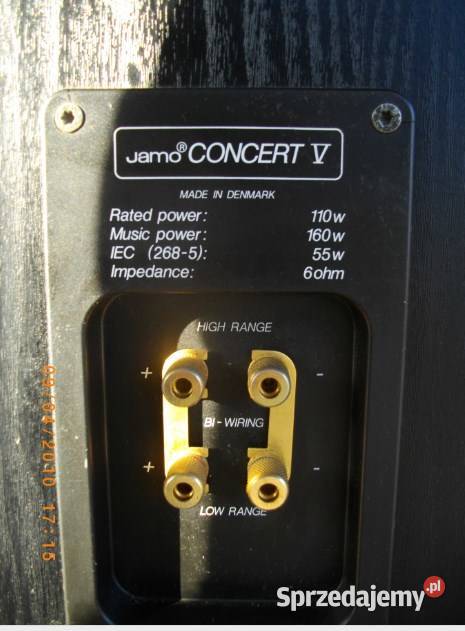 Jamo® CONCERT V
MADE IN DENMARK
Rated power: 110w
Music power: 160w
IEC (268-5): 55w
Impedance: 6ohm
HIGH RANGE
+ -
BI-WIRING
+ -
LOW RANGE
09/04/2010 17:15
Sprzedajemy.pl